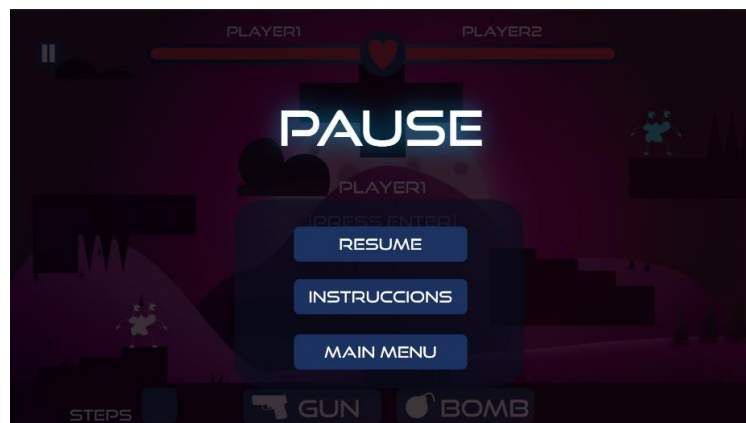 PLAYER1 PLAYER2
PAUSE
PLAYER1
[PRESS ENTER]
RESUME
INSTRUCCIONS
MAIN MENU
STEPS GUN BOMB